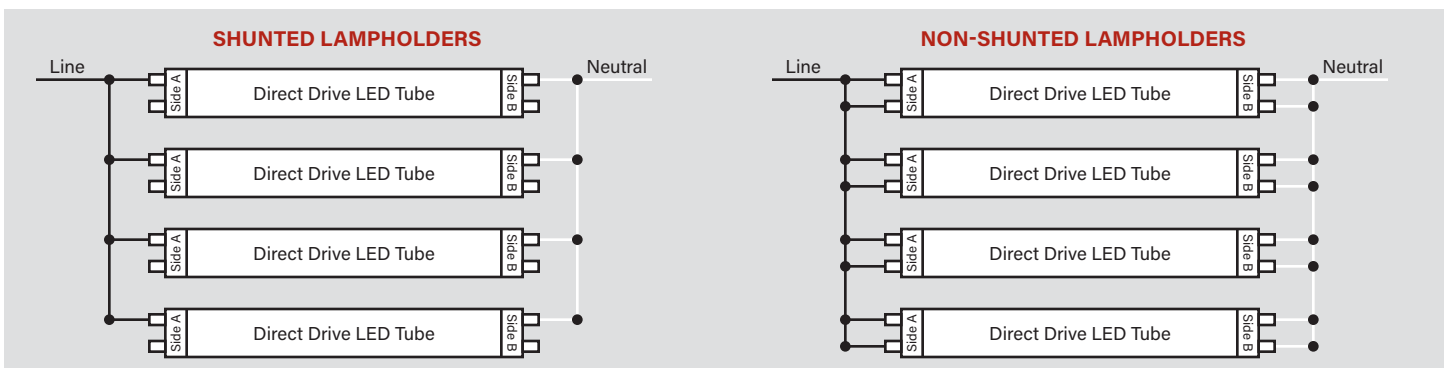 SHUNTED LAMPHOLDERS
Line
Neutral
Side A
Direct Drive LED Tube
Side B
Side A
Direct Drive LED Tube
Side B
Side A
Direct Drive LED Tube
Side B
Side A
Direct Drive LED Tube
Side B
NON-SHUNTED LAMPHOLDERS
Line
Neutral
Side A
Direct Drive LED Tube
Side B
Side A
Direct Drive LED Tube
Side B
Side A
Direct Drive LED Tube
Side B
Side A
Direct Drive LED Tube
Side B